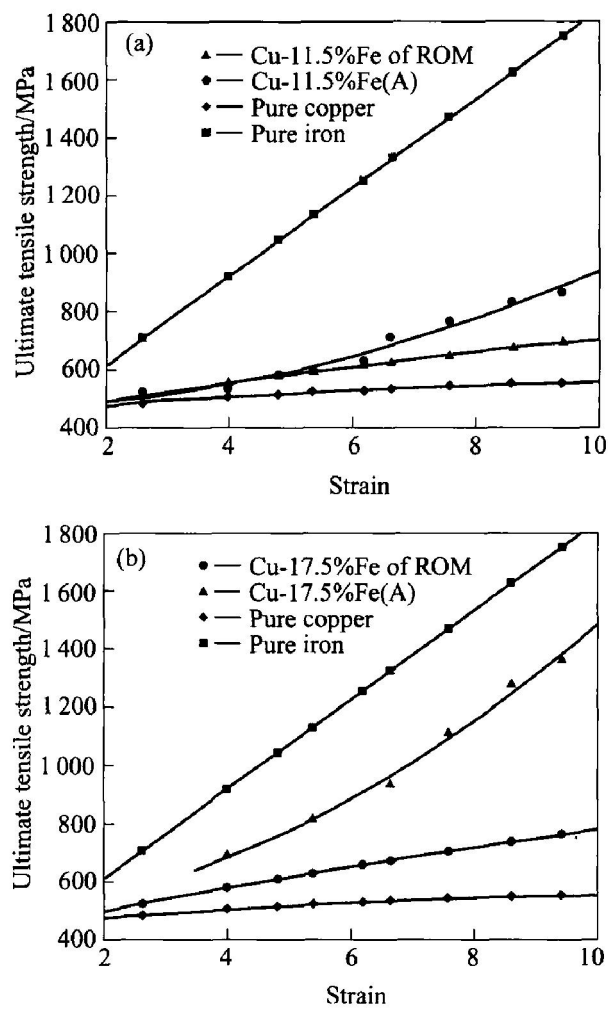 (a)
1 800
1 600
1 400
1 200
1 000
800
600
400
Ultimate tensile strength/MPa
Cu-11.5%Fe of ROM
Cu-11.5%Fe(A)
Pure copper
Pure iron
2 4 6 8 10
Strain
(b)
1 800
1 600
1 400
1 200
1 000
800
600
400
Ultimate tensile strength/MPa
Cu-17.5%Fe of ROM
Cu-17.5%Fe(A)
Pure copper
Pure iron
2 4 6 8 10
Strain